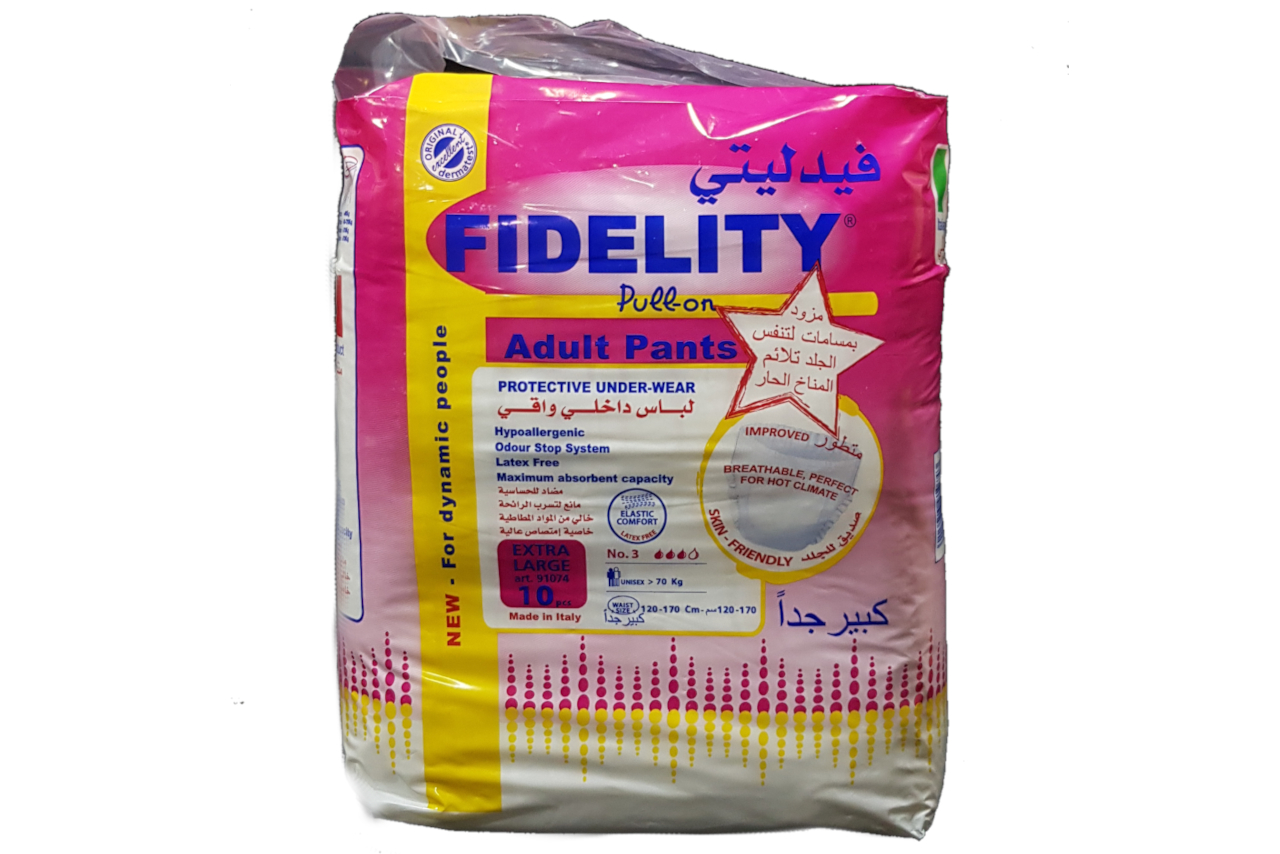 ORIGINAL
excellent
dermatest
فيدليتي
FIDELITY®
Pull-on
Adult Pants
مزود
بمسامات لتنفس
الجلد تلائم
المناخ الحار
NEW - For dynamic people
PROTECTIVE UNDER-WEAR
لباس داخلي واقي
Hypoallergenic
Odour Stop System
Latex Free
Maximum absorbent capacity
مضاد للحساسية
مانع لتسرب الرائحة
خالي من المواد المطاطية
خاصية إمتصاص عالية
ELASTIC
COMFORT
LATEX FREE
IMPROVED متطور
BREATHABLE, PERFECT
FOR HOT CLIMATE
SKIN - FRIENDLY صديق للجلد
EXTRA
LARGE
art. 91074
10 pcs
Made in Italy
No. 3
UNISEX > 70 Kg
WAIST
SIZE
120-170 Cm-سم120-170
كبير جداً
كبير جداً